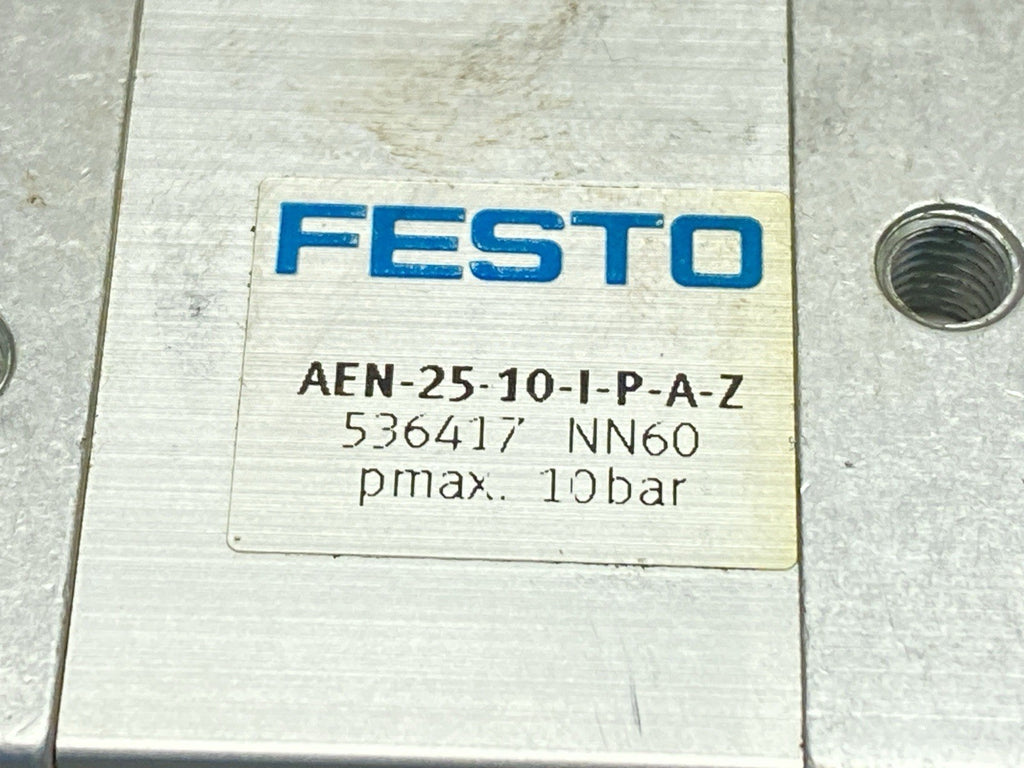 FESTO
AEN-25-10-I-P-A-Z
536417 NN60
pmax. 10bar